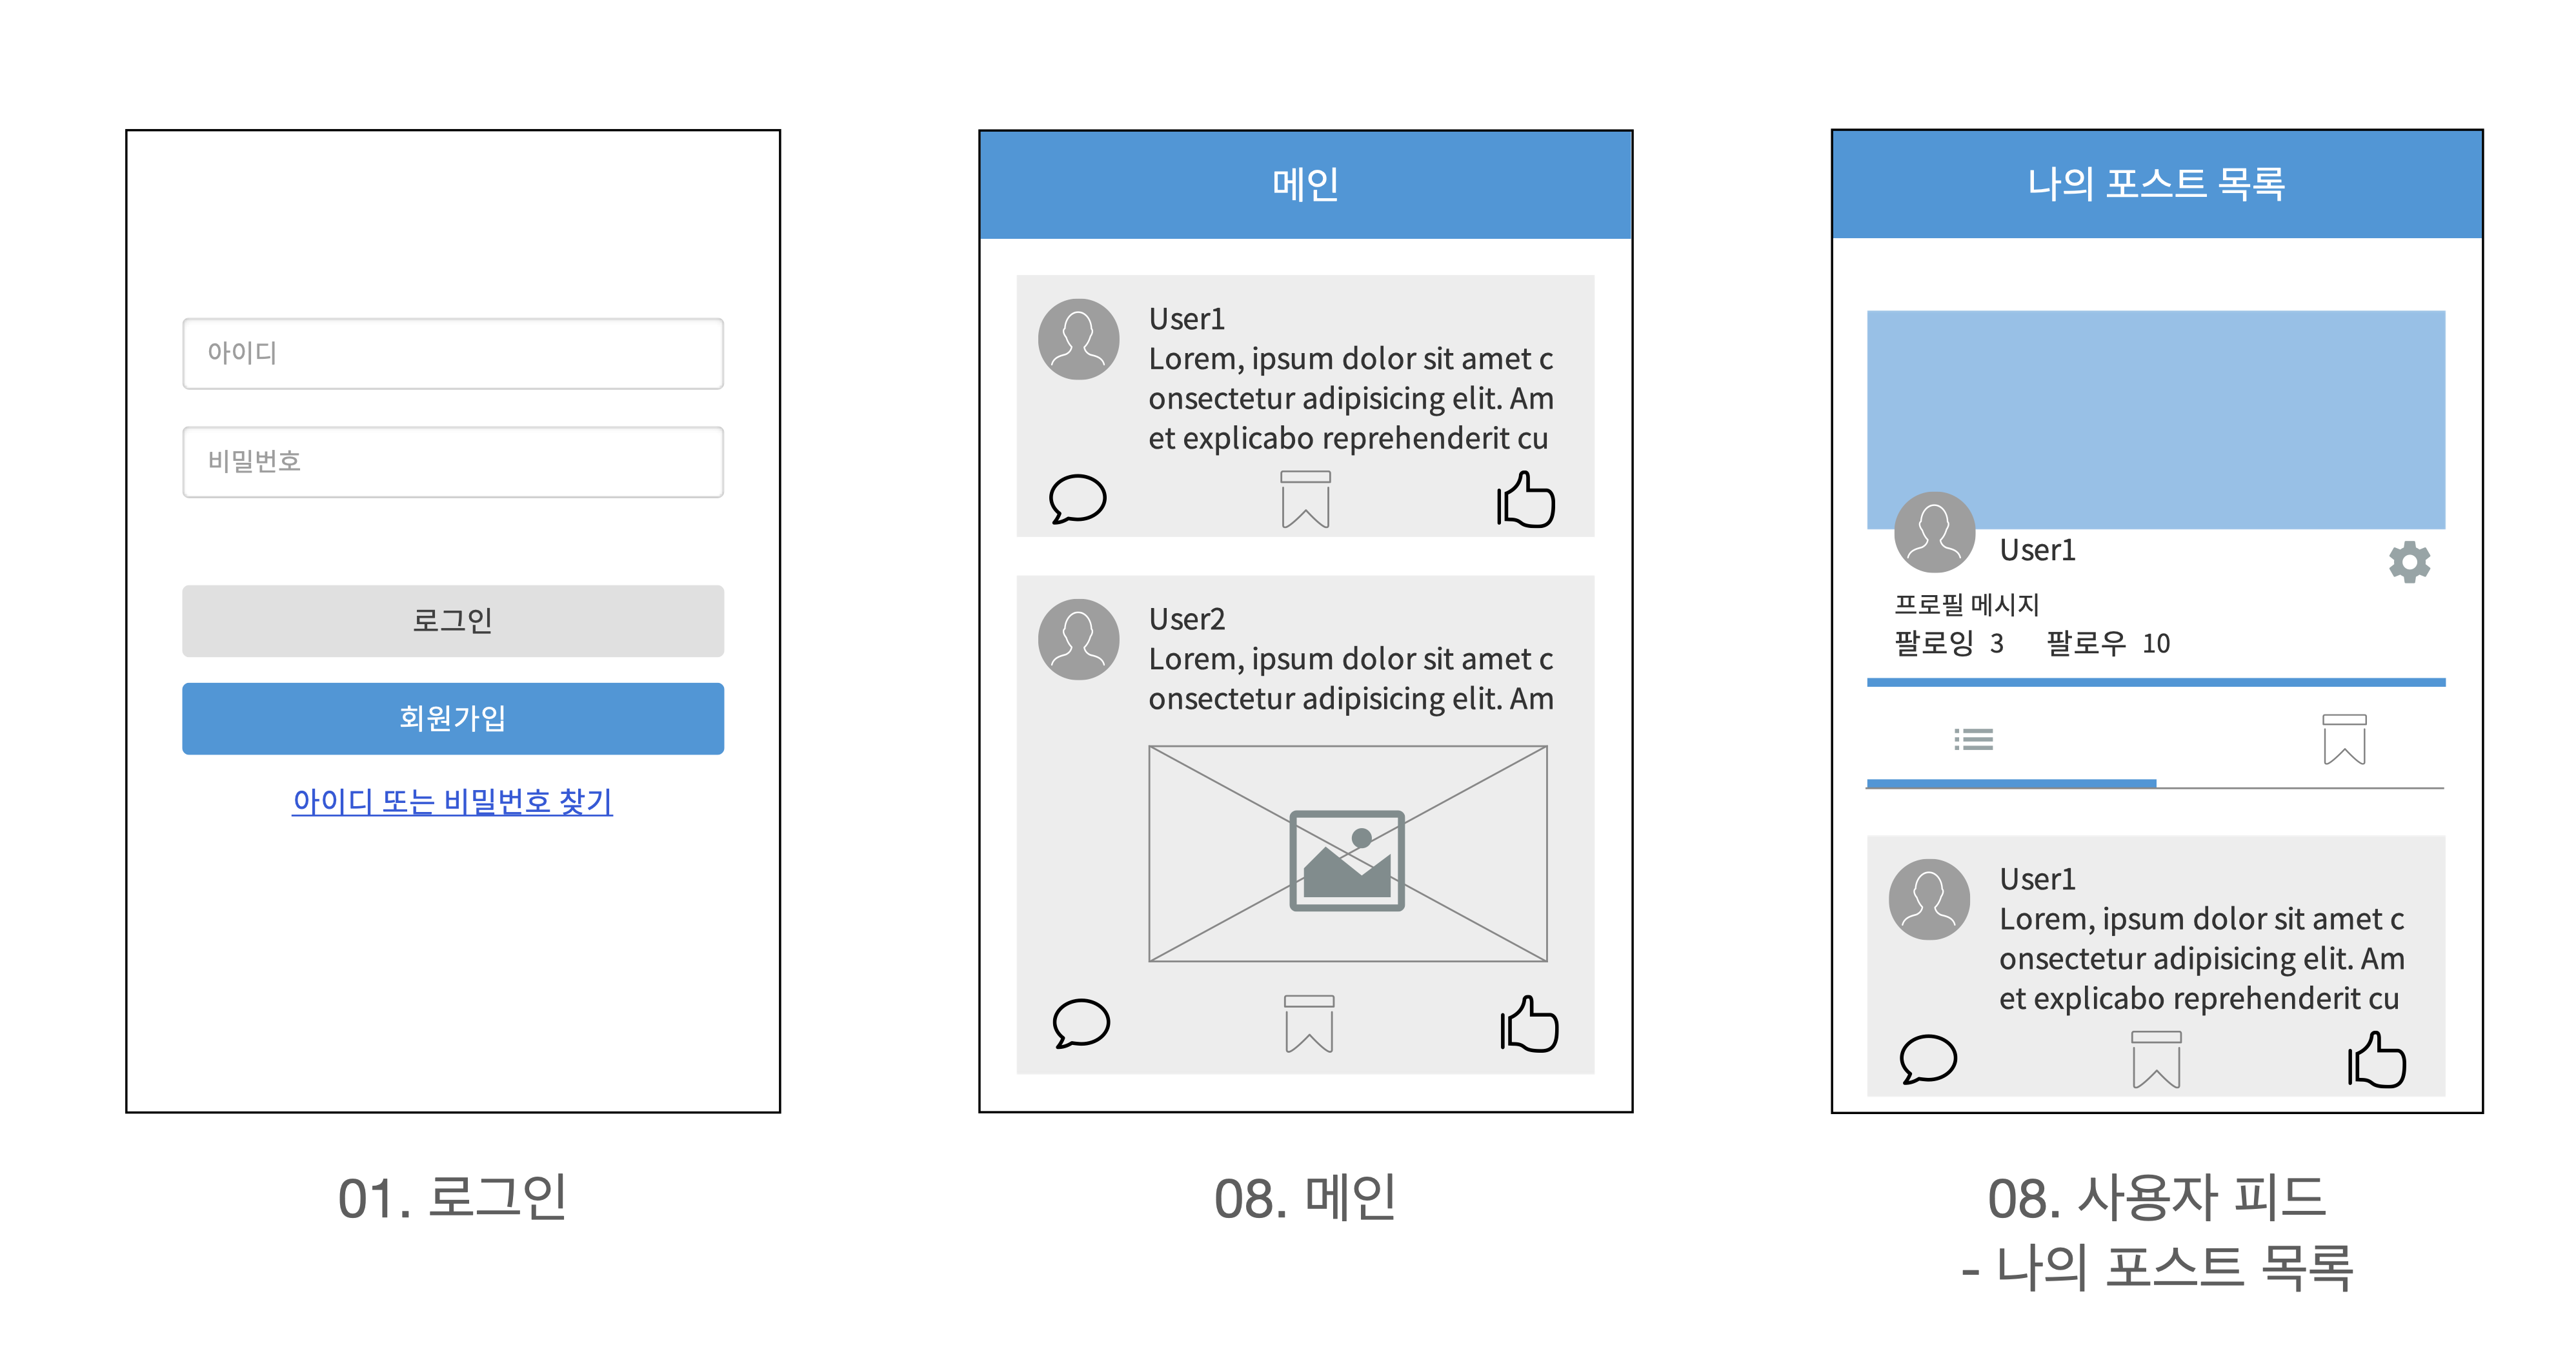 아이디
비밀번호
로그인
회원가입
아이디 또는 비밀번호 찾기
01. 로그인
메인
User1
Lorem, ipsum dolor sit amet c
onsectetur adipisicing elit. Am
et explicabo reprehenderit cu
User2
Lorem, ipsum dolor sit amet c
onsectetur adipisicing elit. Am
08. 메인
나의 포스트 목록
User1
프로필 메시지
팔로잉 3 팔로우 10
User1
Lorem, ipsum dolor sit amet c
onsectetur adipisicing elit. Am
et explicabo reprehenderit cu
08. 사용자 피드
- 나의 포스트 목록